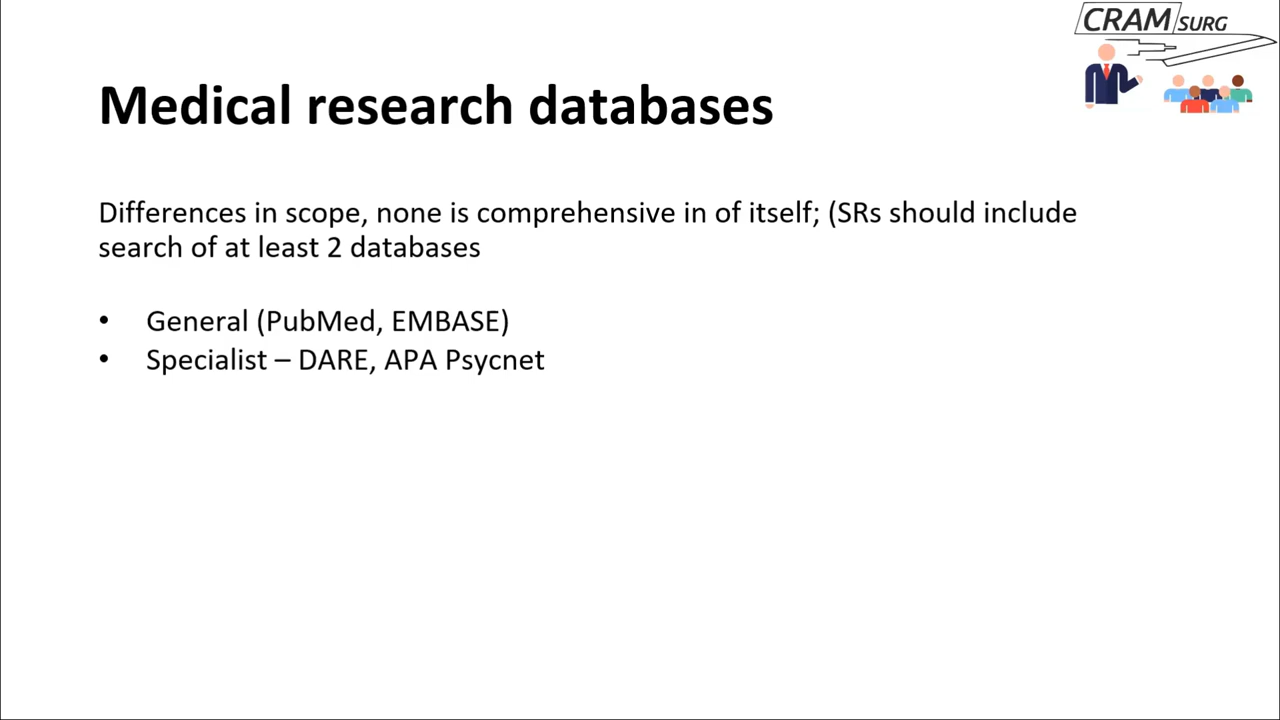 CRAM SURG
Medical research databases
Differences in scope, none is comprehensive in of itself; (SRs should include
search of at least 2 databases
• General (PubMed, EMBASE)
• Specialist – DARE, APA Psycnet